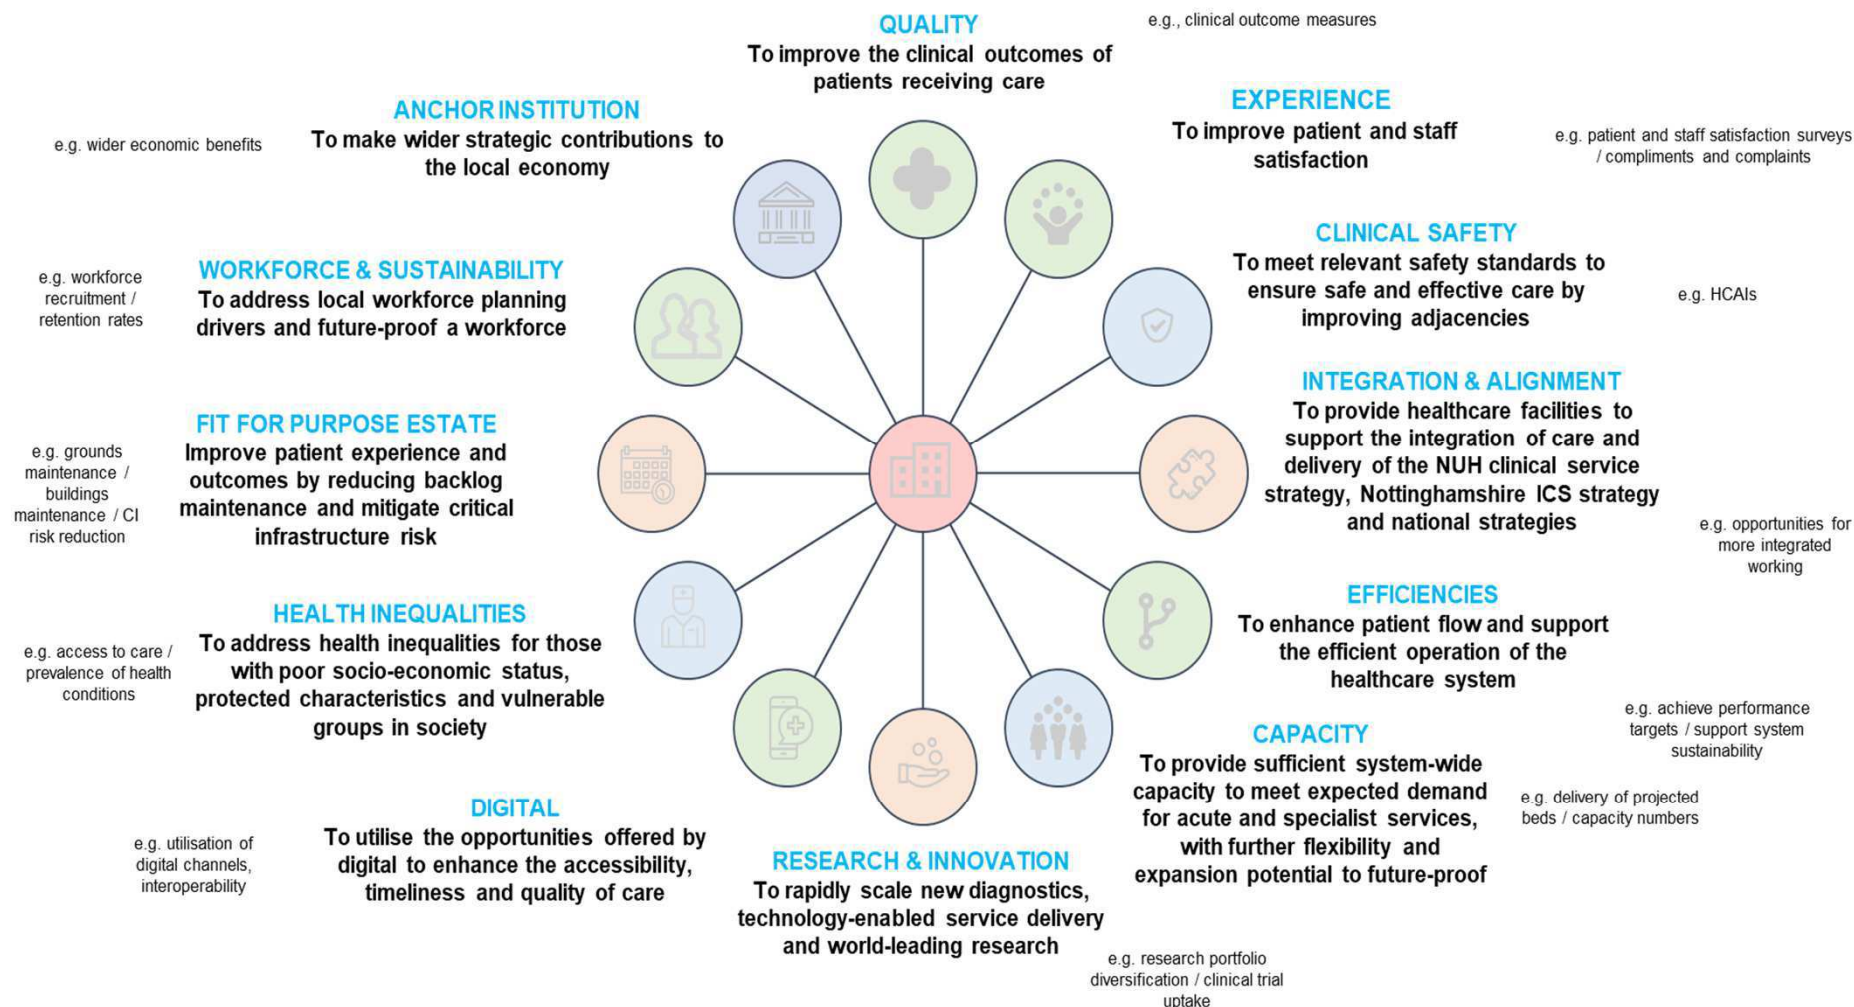 QUALITY
To improve the clinical outcomes of
patients receiving care
e.g., clinical outcome measures
EXPERIENCE
To improve patient and staff
satisfaction
e.g. patient and staff satisfaction surveys
/ compliments and complaints
CLINICAL SAFETY
To meet relevant safety standards to
ensure safe and effective care by
improving adjacencies
e.g. HCAIs
INTEGRATION & ALIGNMENT
To provide healthcare facilities to
support the integration of care and
delivery of the NUH clinical service
strategy, Nottinghamshire ICS strategy
and national strategies
e.g. opportunities for
more integrated
working
EFFICIENCIES
To enhance patient flow and support
the efficient operation of the
healthcare system
e.g. achieve performance
targets / support system
sustainability
CAPACITY
To provide sufficient system-wide
capacity to meet expected demand
for acute and specialist services,
with further flexibility and
expansion potential to future-proof
e.g. delivery of projected
beds / capacity numbers
RESEARCH & INNOVATION
To rapidly scale new diagnostics,
technology-enabled service delivery
and world-leading research
e.g. research portfolio
diversification / clinical trial
uptake
DIGITAL
To utilise the opportunities offered by
digital to enhance the accessibility,
timeliness and quality of care
e.g. utilisation of
digital channels,
interoperability
HEALTH INEQUALITIES
To address health inequalities for those
with poor socio-economic status,
protected characteristics and vulnerable
groups in society
e.g. access to care /
prevalence of health
conditions
FIT FOR PURPOSE ESTATE
Improve patient experience and
outcomes by reducing backlog
maintenance and mitigate critical
infrastructure risk
e.g. grounds
maintenance /
buildings
maintenance / CI
risk reduction
WORKFORCE & SUSTAINABILITY
To address local workforce planning
drivers and future-proof a workforce
e.g. workforce
recruitment /
retention rates
ANCHOR INSTITUTION
To make wider strategic contributions to
the local economy
e.g. wider economic benefits